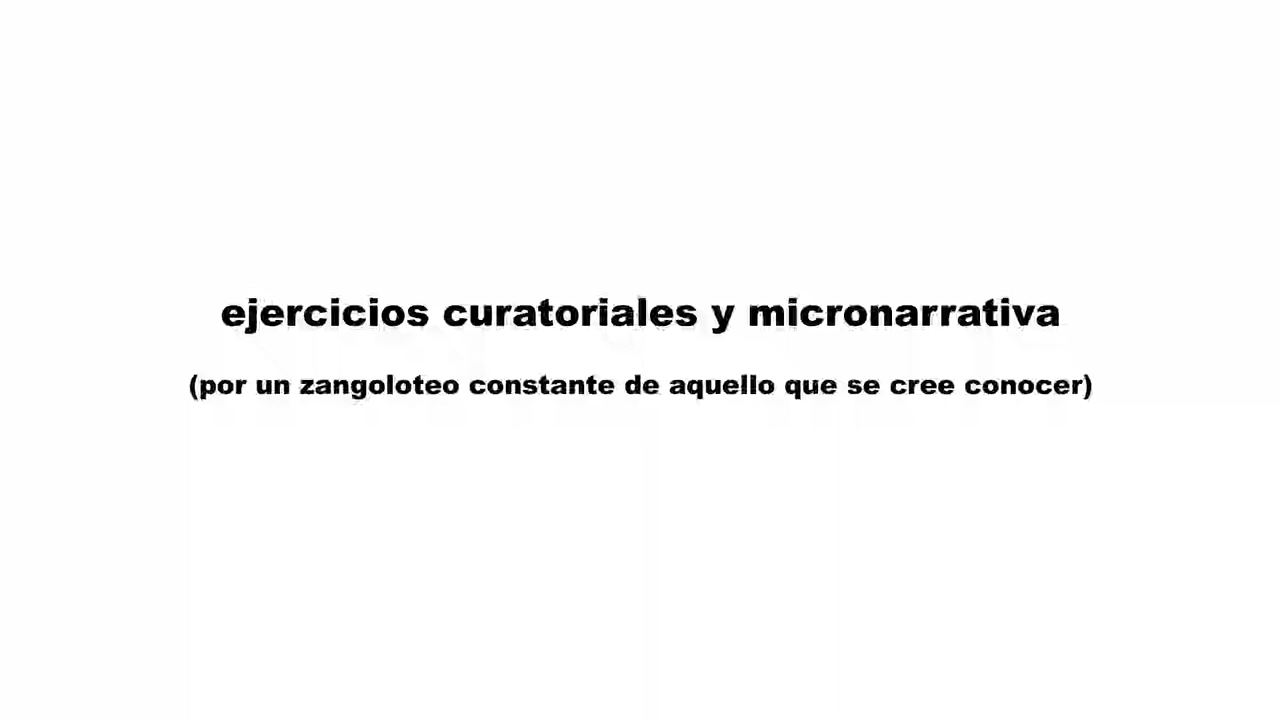 ejercicios curatoriales y micronarrativa
(por un zangoloteo constante de aquello que se cree conocer)